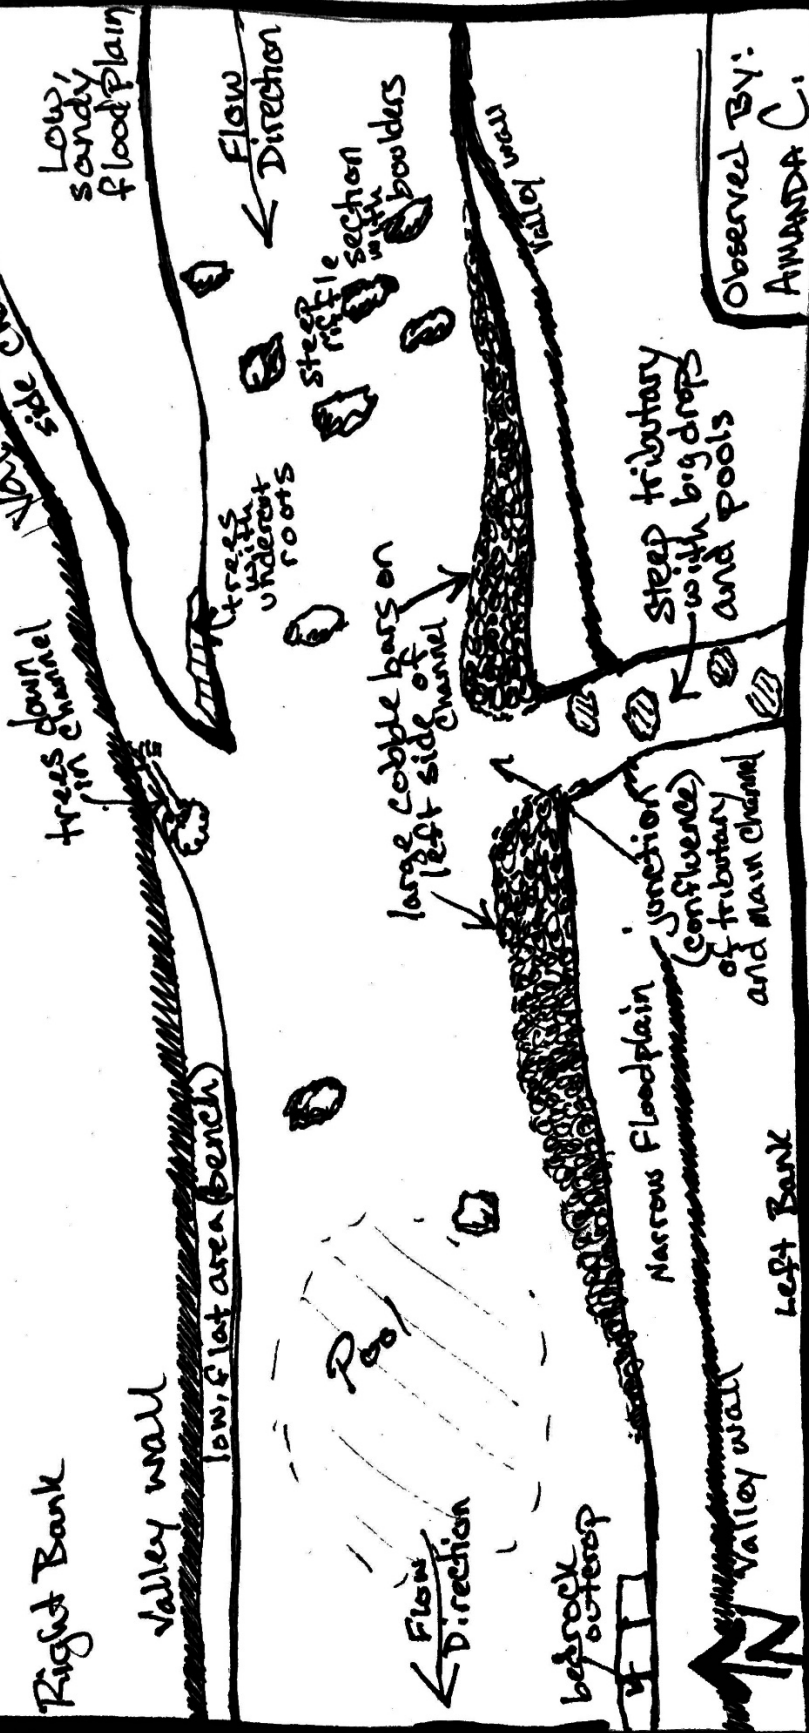 Right Bank
Valley wall
low, flat area (bench)
trees down
in channel
side
Low,
sandy
floodplain
Flow
Direction
trees
with
undercut
roots
steep
riffle
section
with
boulders
Pool
Flow
Direction
large cobble bars on
left side of
channel
valley wall
bedrock
outcrop
Narrow Floodplain
junction
(confluence)
of tributary
and main channel
Steep tributary
with big drops
and pools
Valley wall
Left Bank
N
Observed By:
AMANDA C.